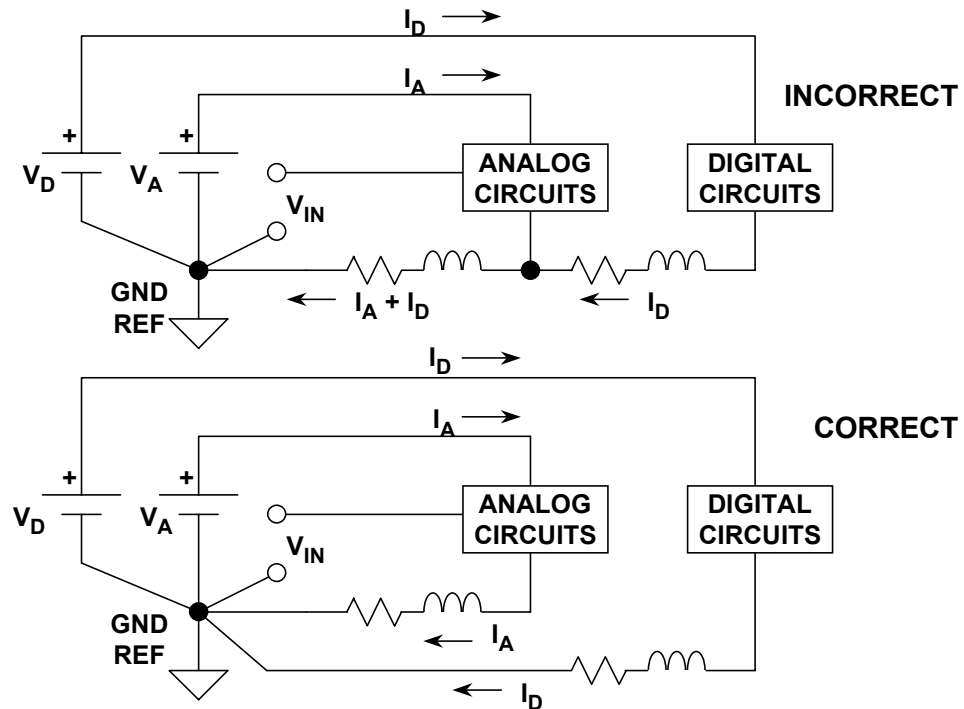 I_D
I_A
INCORRECT
+
+
V_D
V_A
V_IN
ANALOG
CIRCUITS
DIGITAL
CIRCUITS
GND
REF
I_A + I_D
I_D
I_D
I_A
CORRECT
+
+
V_D
V_A
V_IN
ANALOG
CIRCUITS
DIGITAL
CIRCUITS
GND
REF
I_A
I_D